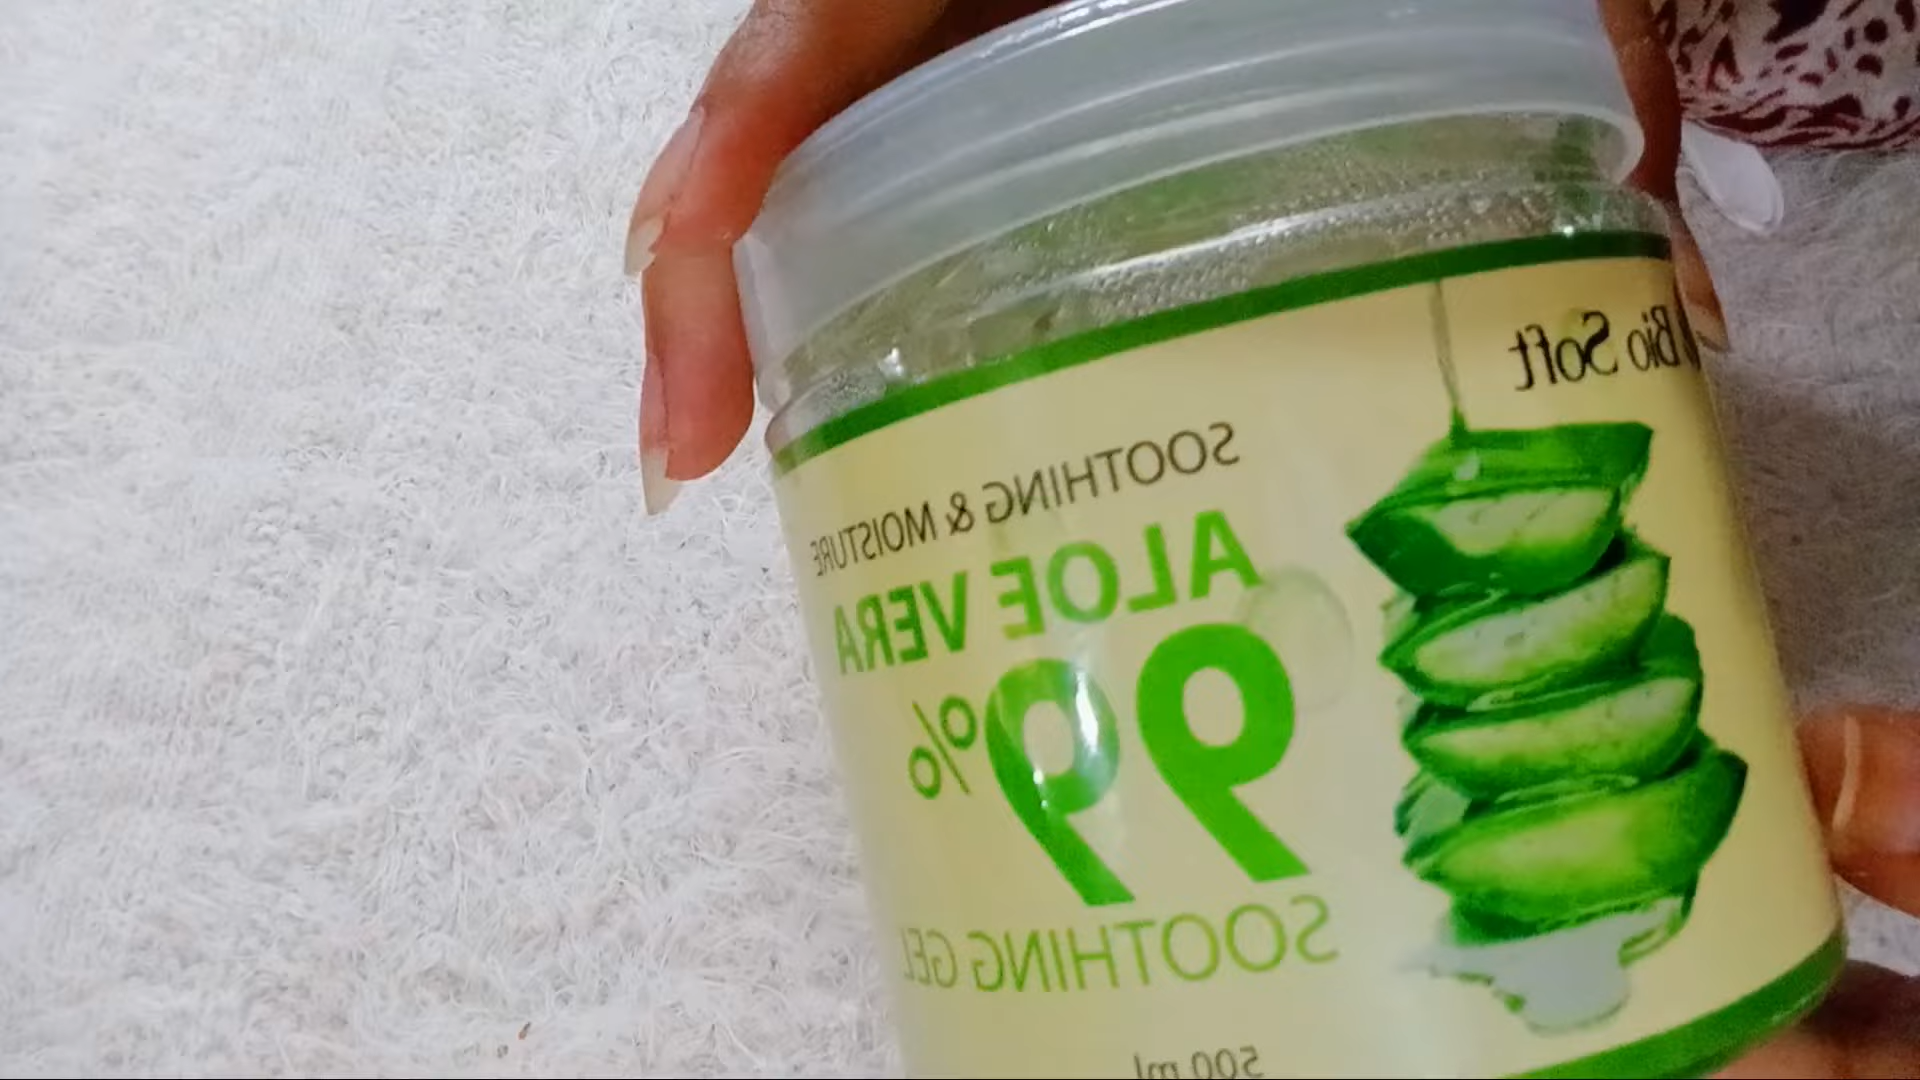 Bio Soft
SOOTHING & MOISTURE
ALOE VERA
99%
SOOTHING GEL
500 ml